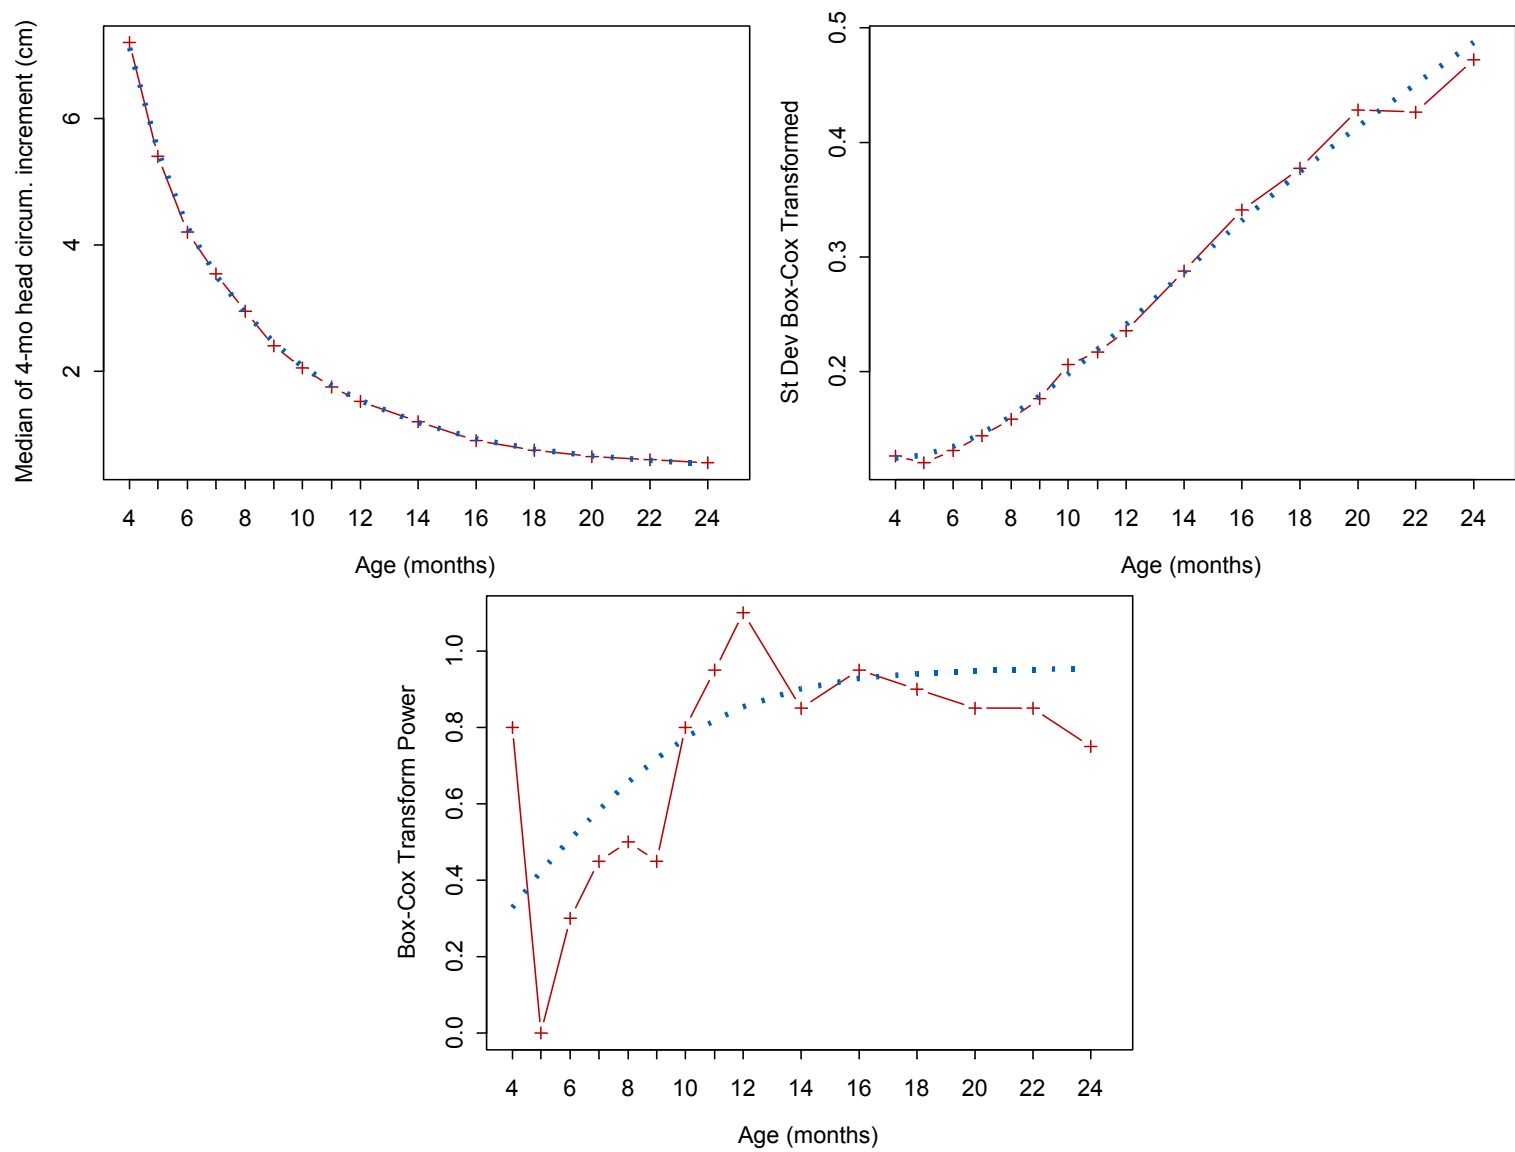 Median of 4-mo head circum. increment (cm)
6
4
2
4 6 8 10 12 14 16 18 20 22 24
Age (months)
St Dev Box-Cox Transformed
0.5
0.4
0.3
0.2
4 6 8 10 12 14 16 18 20 22 24
Age (months)
Box-Cox Transform Power
1.0
0.8
0.6
0.4
0.2
0.0
4 6 8 10 12 14 16 18 20 22 24
Age (months)